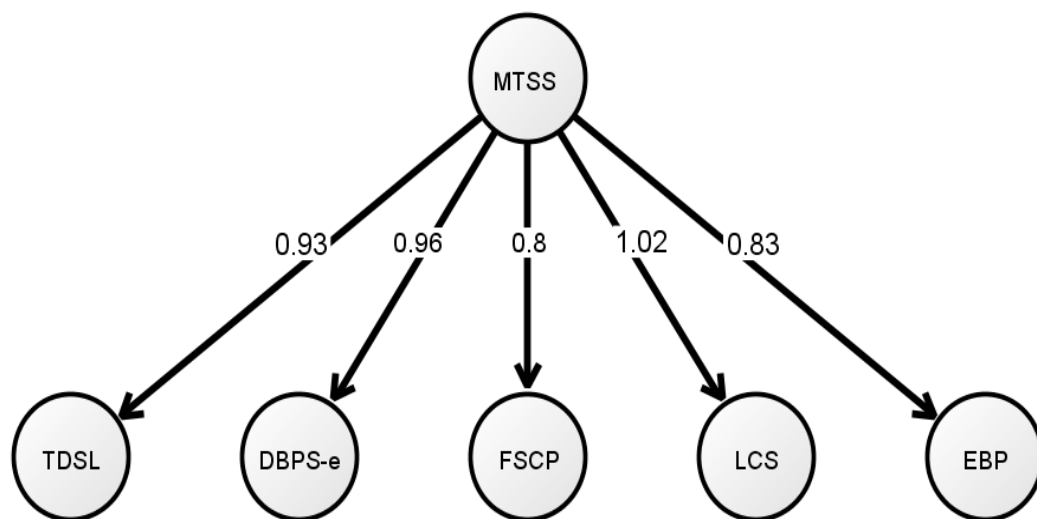 MTSS
0.93
0.96
0.8
1.02
0.83
TDSL
DBPS-e
FSCP
LCS
EBP